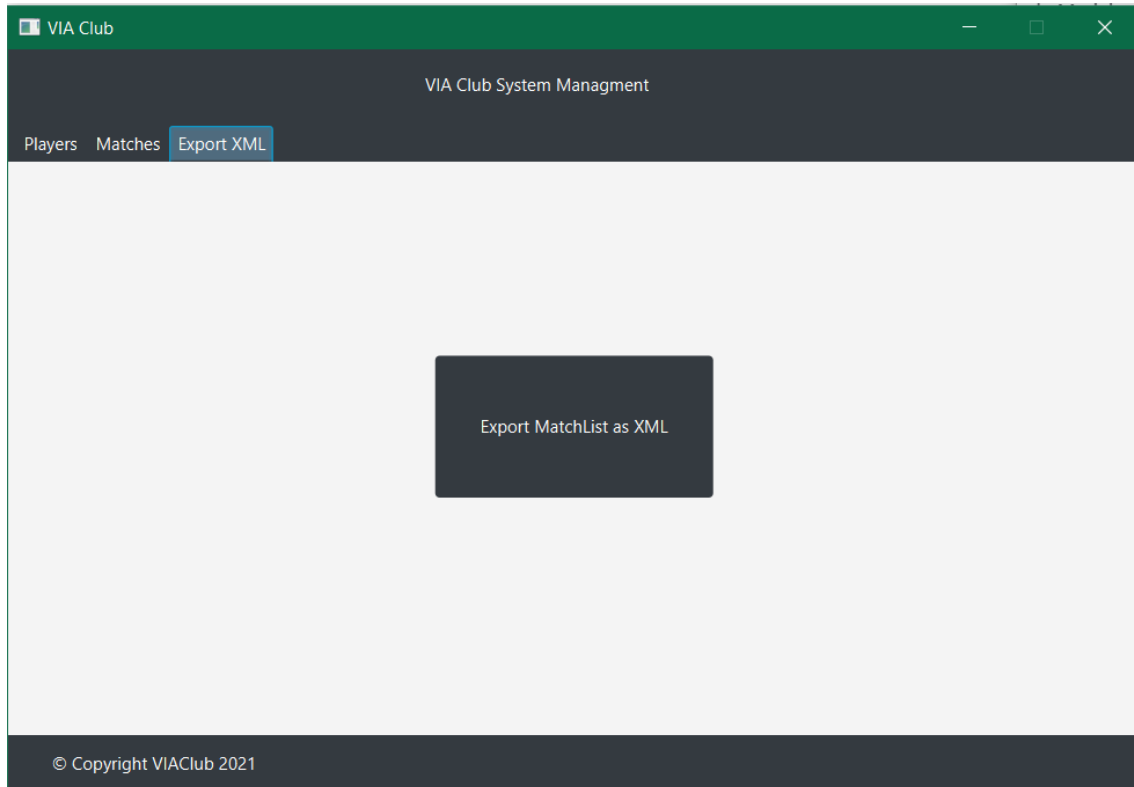 VIA Club
VIA Club System Managment
Players Matches Export XML
Export MatchList as XML
© Copyright VIAClub 2021